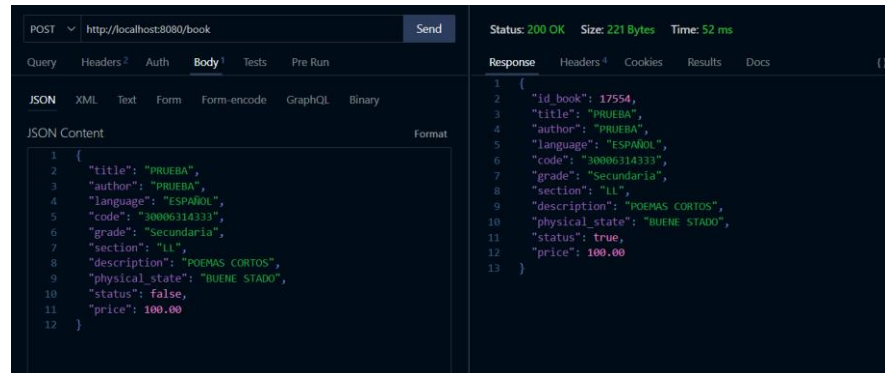 POST http://localhost:8080/book Send
Query Headers 2 Auth Body 1 Tests Pre Run
JSON XML Text Form Form-encode GraphQL Binary
JSON Content Format
1 {
2 "title": "PRUEBA",
3 "author": "PRUEBA",
4 "language": "ESPAÑOL",
5 "code": "30006314333",
6 "grade": "Secundaria",
7 "section": "LL",
8 "description": "POEMAS CORTOS",
9 "physical_state": "BUENE STADO",
10 "status": false,
11 "price": 100.00
12 }
Status: 200 OK Size: 221 Bytes Time: 52 ms
Response Headers 4 Cookies Results Docs {}
1 {
2 "id_book": 17554,
3 "title": "PRUEBA",
4 "author": "PRUEBA",
5 "language": "ESPAÑOL",
6 "code": "30006314333",
7 "grade": "Secundaria",
8 "section": "LL",
9 "description": "POEMAS CORTOS",
10 "physical_state": "BUENE STADO",
11 "status": true,
12 "price": 100.00
13 }